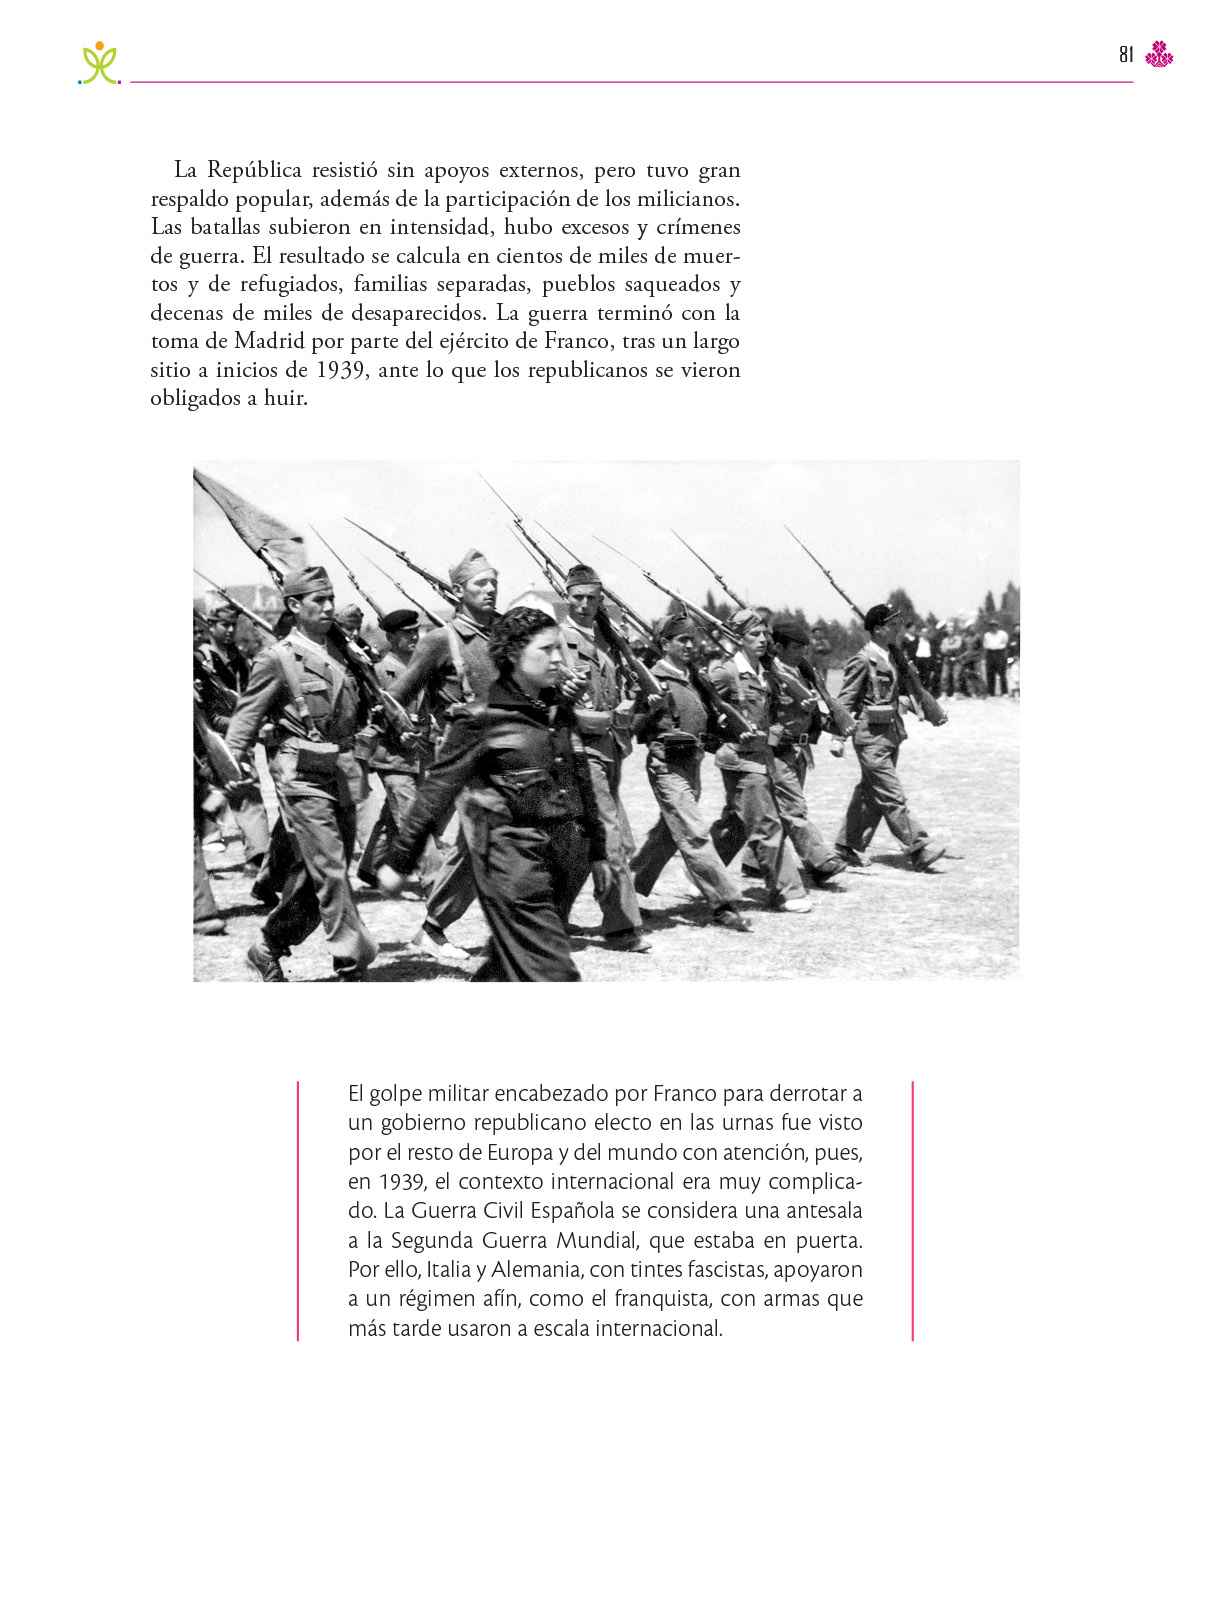 81
La República resistió sin apoyos externos, pero tuvo gran
respaldo popular, además de la participación de los milicianos.
Las batallas subieron en intensidad, hubo excesos y crímenes
de guerra. El resultado se calcula en cientos de miles de muer-
tos y de refugiados, familias separadas, pueblos saqueados y
decenas de miles de desaparecidos. La guerra terminó con la
toma de Madrid por parte del ejército de Franco, tras un largo
sitio a inicios de 1939, ante lo que los republicanos se vieron
obligados a huir.
El golpe militar encabezado por Franco para derrotar a
un gobierno republicano electo en las urnas fue visto
por el resto de Europa y del mundo con atención, pues,
en 1939, el contexto internacional era muy complica-
do. La Guerra Civil Española se considera una antesala
a la Segunda Guerra Mundial, que estaba en puerta.
Por ello, Italia y Alemania, con tintes fascistas, apoyaron
a un régimen afín, como el franquista, con armas que
más tarde usaron a escala internacional.